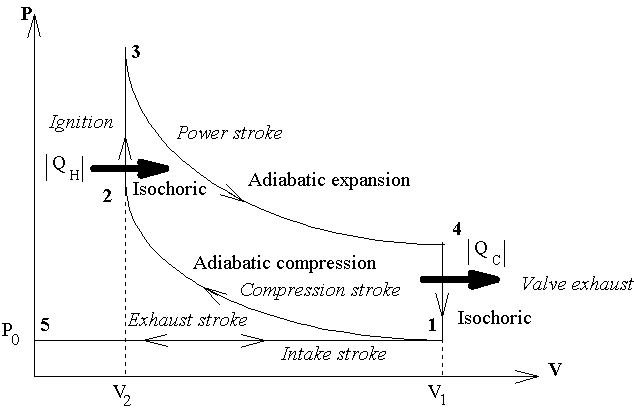 P
3
Ignition
Power stroke
|Q_H|
Adiabatic expansion
2
Isochoric
4
|Q_C|
Adiabatic compression
Compression stroke
Valve exhaust
Exhaust stroke
1
Isochoric
P_0
5
Intake stroke
V
V_2
V_1